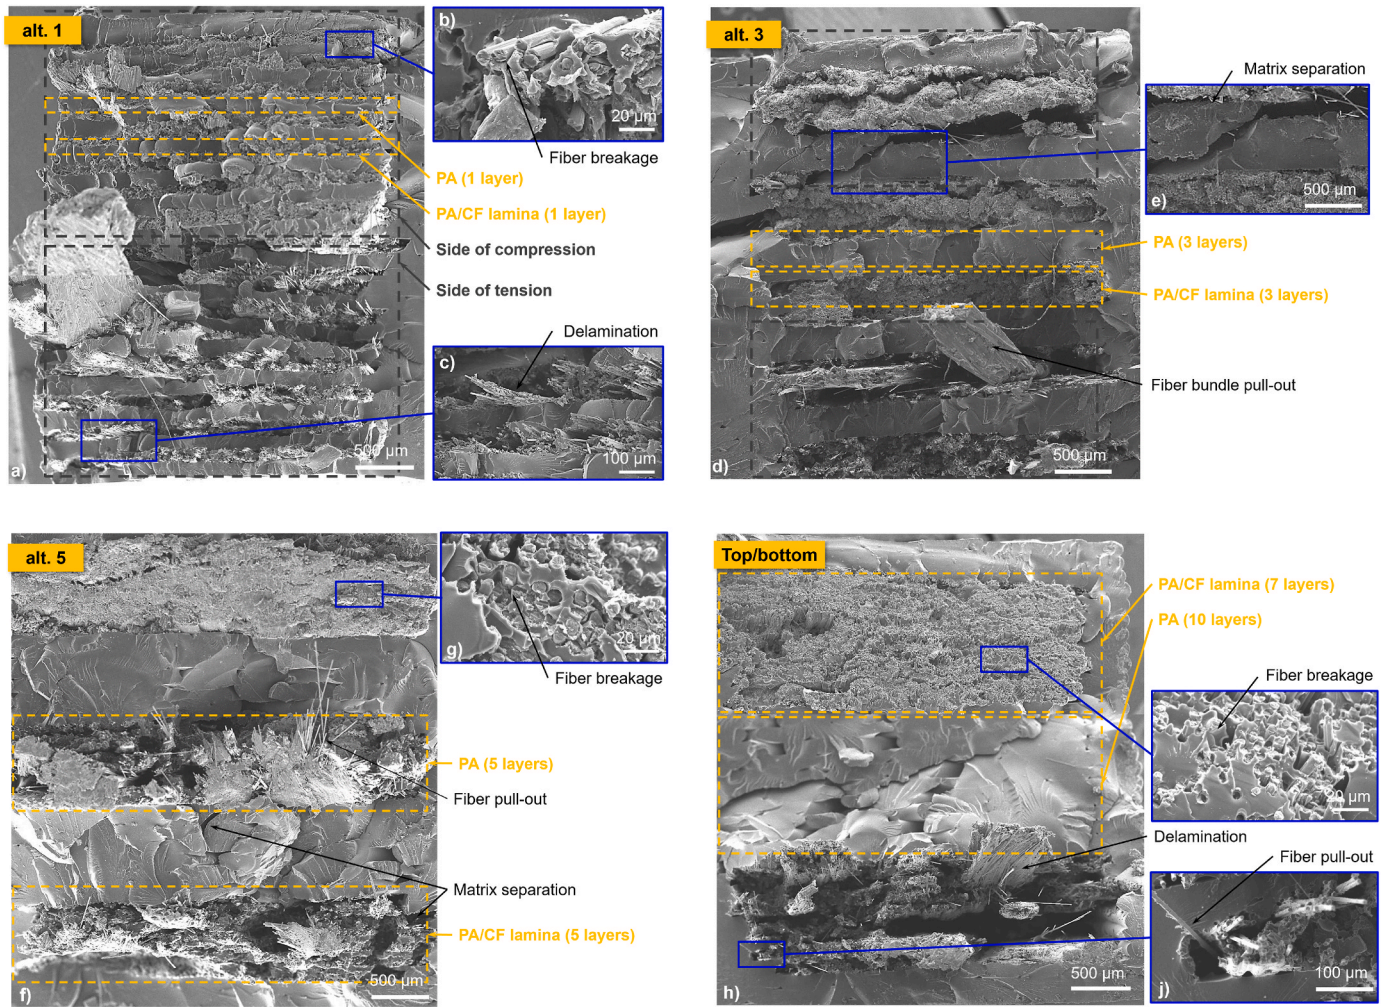 alt. 1
b)
20 µm
Fiber breakage
PA (1 layer)
PA/CF lamina (1 layer)
Side of compression
Side of tension
Delamination
c)
100 µm
500 µm
a)
alt. 3
Matrix separation
500 µm
e)
PA (3 layers)
PA/CF lamina (3 layers)
Fiber bundle pull-out
500 µm
d)
alt. 5
g)
20 µm
Fiber breakage
PA (5 layers)
Fiber pull-out
Matrix separation
PA/CF lamina (5 layers)
500 µm
f)
Top/bottom
PA/CF lamina (7 layers)
PA (10 layers)
Fiber breakage
20 µm
Delamination
Fiber pull-out
100 µm
j)
500 µm
h)